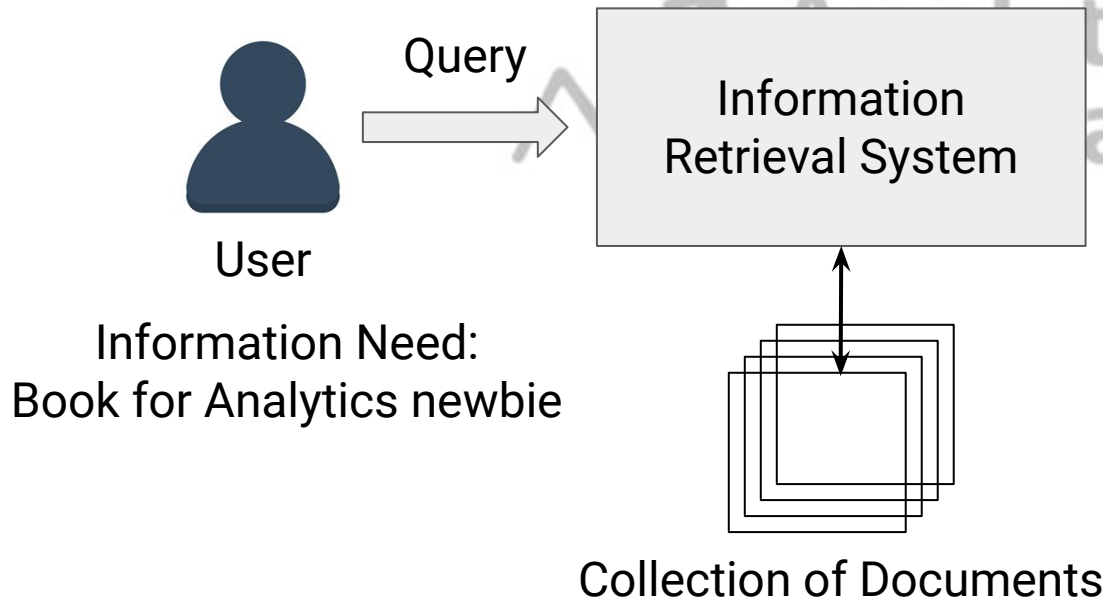 Query
Information
Retrieval System
User
Information Need:
Book for Analytics newbie
Collection of Documents